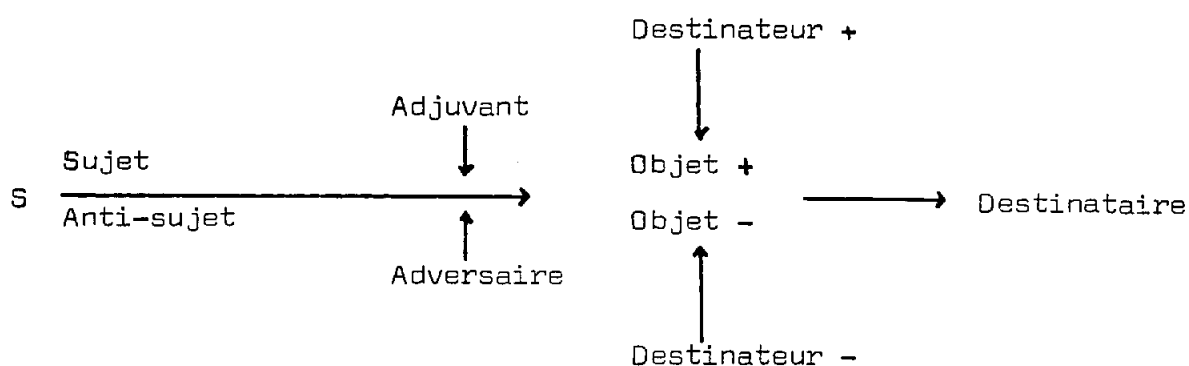 Destinateur +
Adjuvant
Sujet
Objet +
S
Anti-sujet
Objet -
Destinataire
Adversaire
Destinateur -